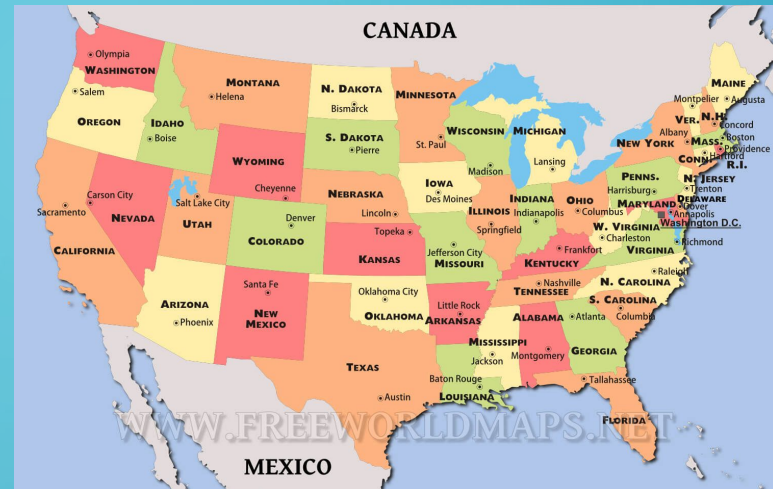 CANADA
Olympia
WASHINGTON
MONTANA
Helena
N. DAKOTA
Bismarck
MINNESOTA
MAINE
Montpelier
Augusta
Salem
OREGON
IDAHO
Boise
S. DAKOTA
Pierre
St. Paul
WISCONSIN
MICHIGAN
VER.
N.H.
Concord
Albany
MASS.
Boston
Providence
NEW YORK
CONN.
Hartford
R.I.
WYOMING
Cheyenne
Madison
Lansing
PENNS.
Harrisburg
N. JERSEY
Trenton
Carson City
Sacramento
NEVADA
Salt Lake City
UTAH
NEBRASKA
Lincoln
IOWA
Des Moines
ILLINOIS
Springfield
INDIANA
Indianapolis
OHIO
Columbus
MARYLAND
DELAWARE
Dover
Annapolis
Washington D.C.
W. VIRGINIA
Charleston
Richmond
VIRGINIA
CALIFORNIA
Denver
COLORADO
Topeka
KANSAS
Jefferson City
MISSOURI
Frankfort
KENTUCKY
Raleigh
N. CAROLINA
Nashville
TENNESSEE
S. CAROLINA
Columbia
ARIZONA
Phoenix
Santa Fe
NEW
MEXICO
Oklahoma City
OKLAHOMA
Little Rock
ARKANSAS
ALABAMA
Montgomery
Atlanta
GEORGIA
MISSISSIPPI
Jackson
TEXAS
Austin
Baton Rouge
LOUISIANA
Tallahassee
FLORIDA
WWW.FREEWORLDMAPS.NET
MEXICO